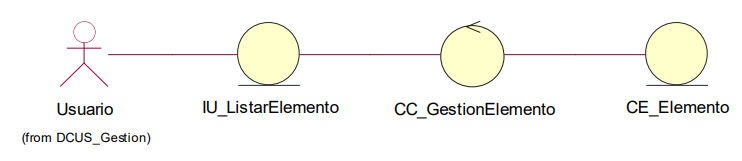 Usuario
IU_ListarElemento
CC_GestionElemento
CE_Elemento
(from DCUS_Gestion)